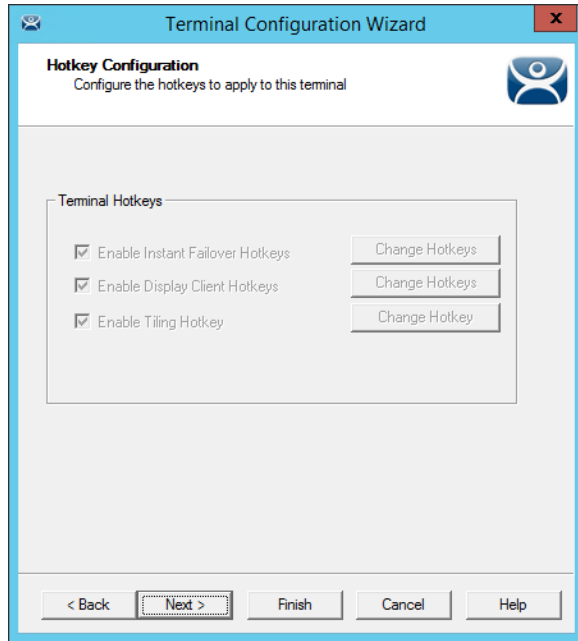 Terminal Configuration Wizard
x
Hotkey Configuration
Configure the hotkeys to apply to this terminal
Terminal Hotkeys
Enable Instant Failover Hotkeys Change Hotkeys
Enable Display Client Hotkeys Change Hotkeys
Enable Tiling Hotkey Change Hotkey
< Back Next > Finish Cancel Help